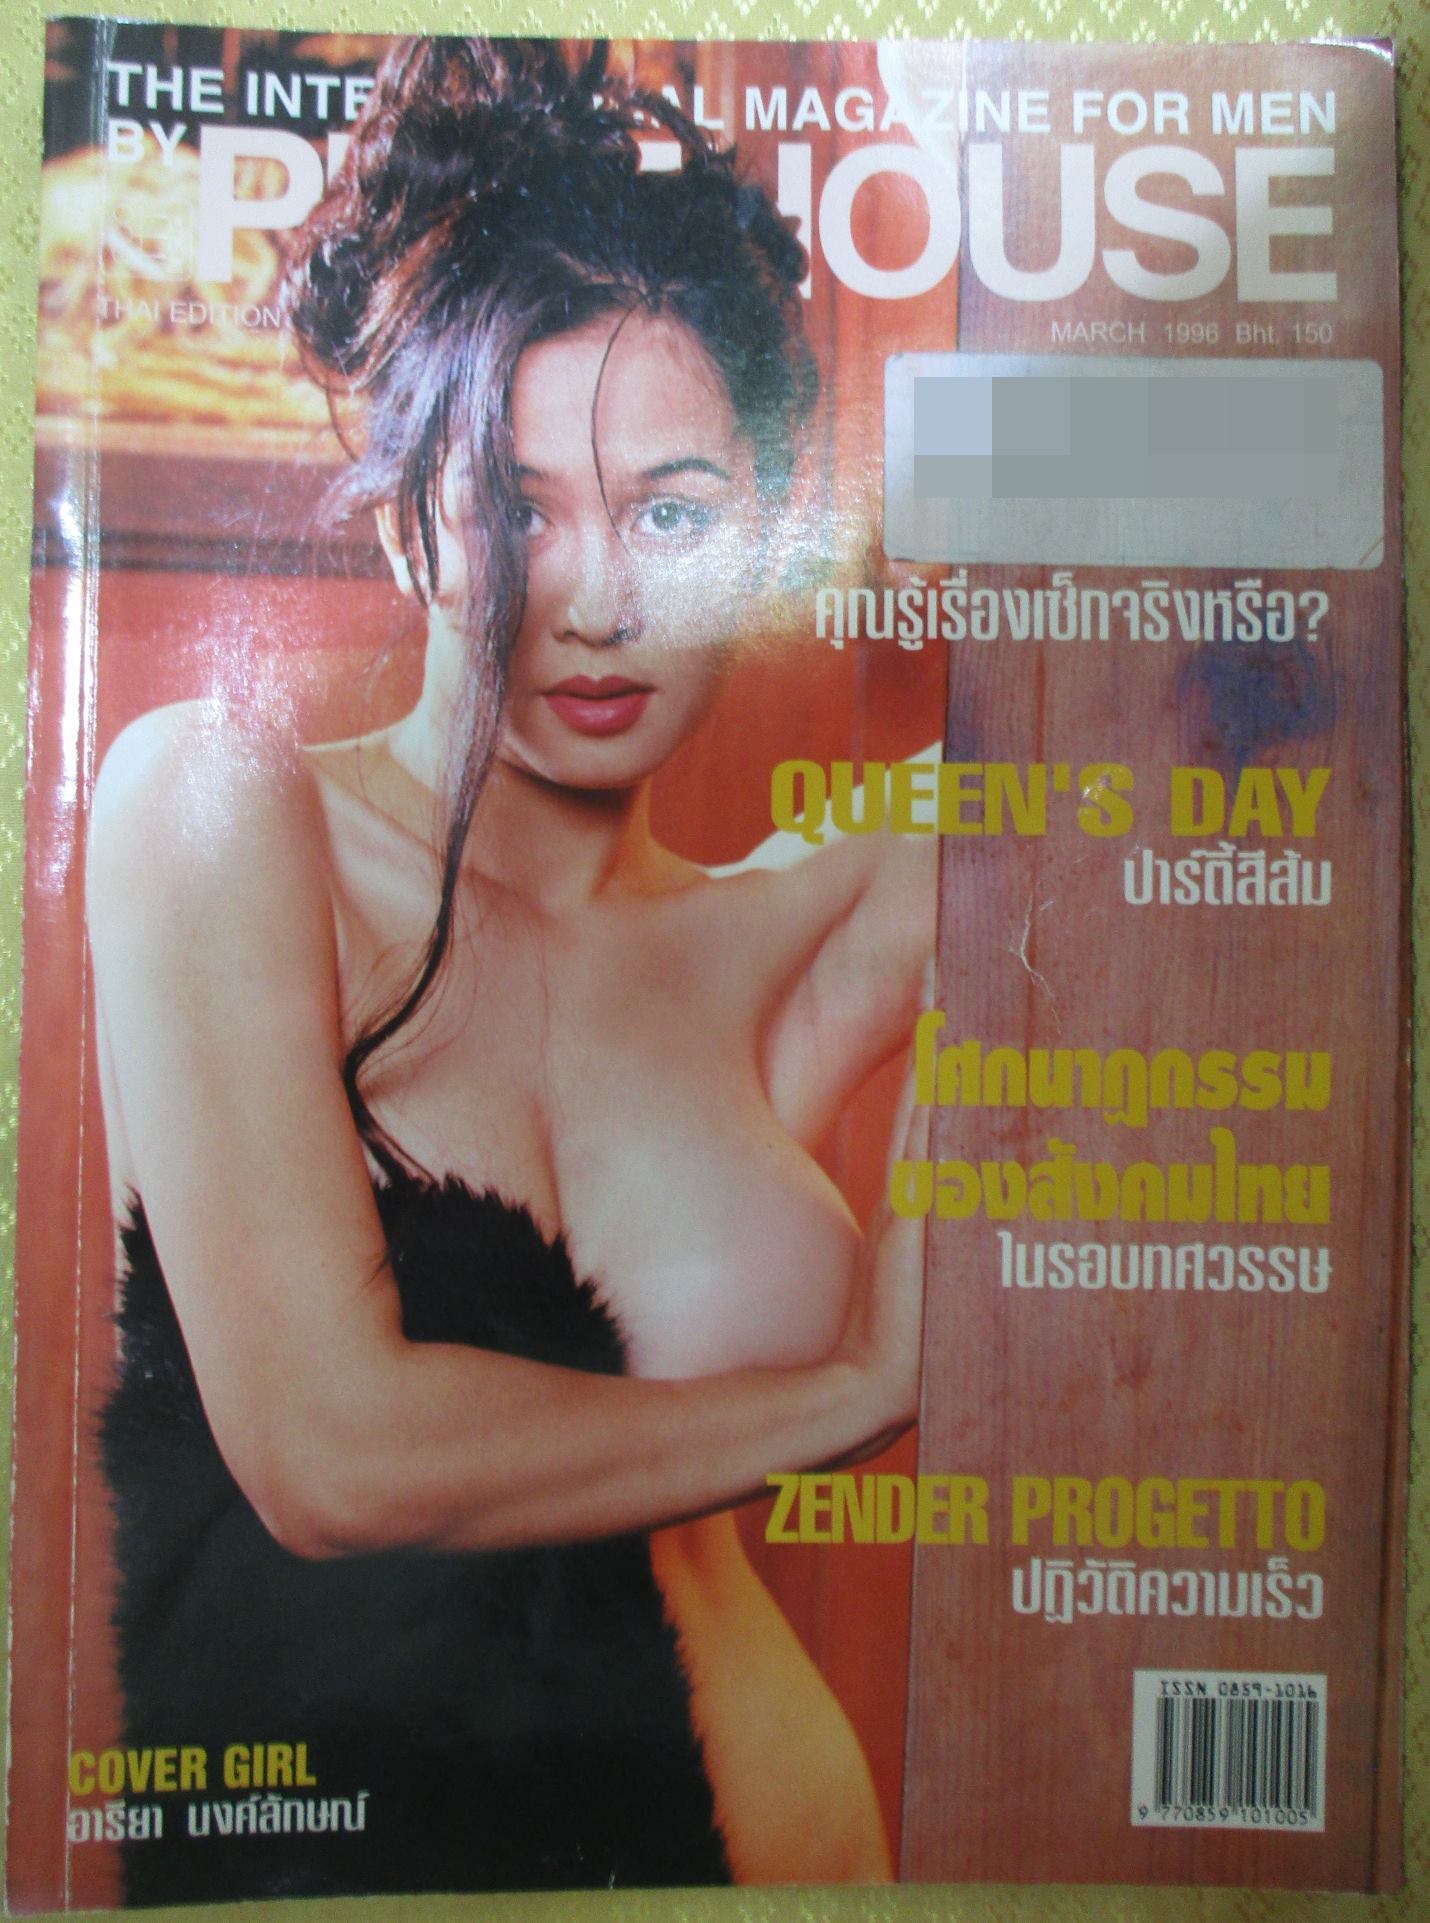 THE MAGAZINE FOR MEN
BY
HOUSE
THAI EDITION
MARCH 1996 Bht. 150
คุณรู้เรื่องเซ็กจริงหรือ?
QUEEN'S DAY
ปาร์ตี้สีส้ม
โศกนาฏกรรม
ของสังคมไทย
ในรอบทศวรรษ
ZENDER PROGETTO
ปฏิวัติความเร็ว
ISSN 0859-1016
9 770859 101005
COVER GIRL
อารียา นงค์ลักษณ์